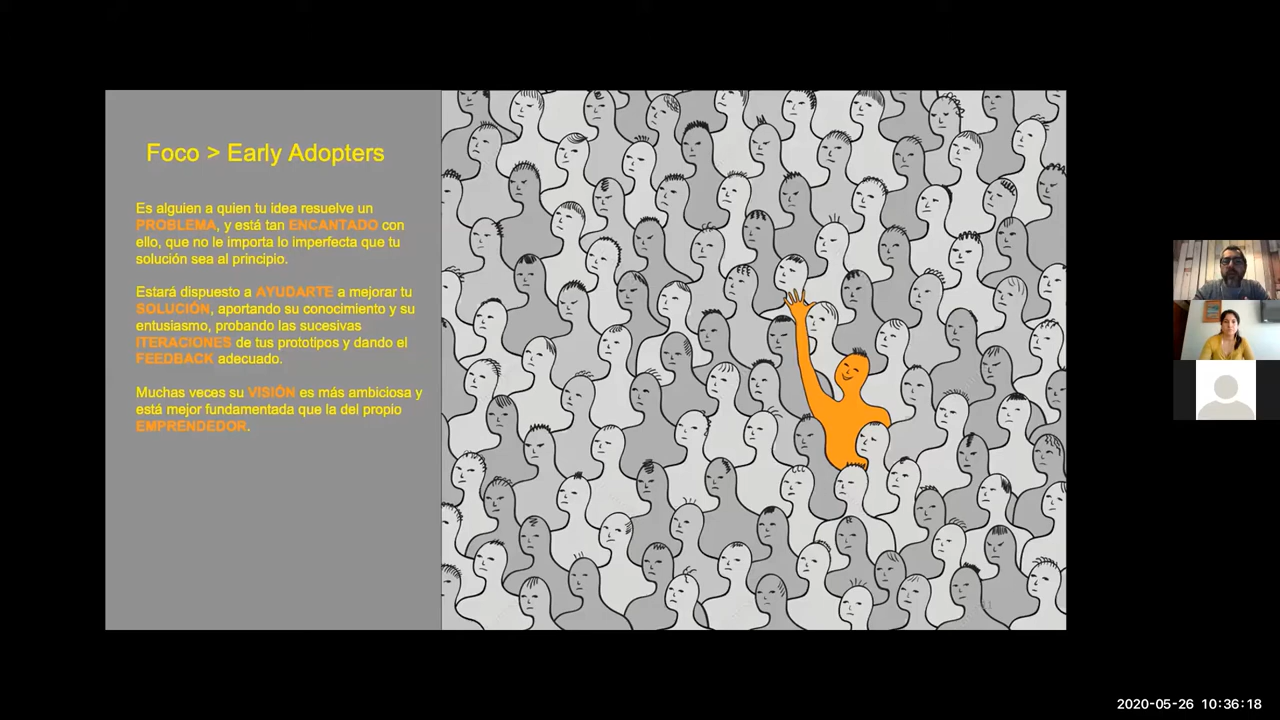 Foco > Early Adopters
Es alguien a quien tu idea resuelve un
PROBLEMA, y está tan ENCANTADO con
ello, que no le importa lo imperfecta que tu
solución sea al principio.
Estará dispuesto a AYUDARTE a mejorar tu
SOLUCIÓN, aportando su conocimiento y su
entusiasmo, probando las sucesivas
ITERACIONES de tus prototipos y dando el
FEEDBACK adecuado.
Muchas veces su VISIÓN es más ambiciosa y
está mejor fundamentada que la del propio
EMPRENDEDOR.
2020-05-26 10:36:18